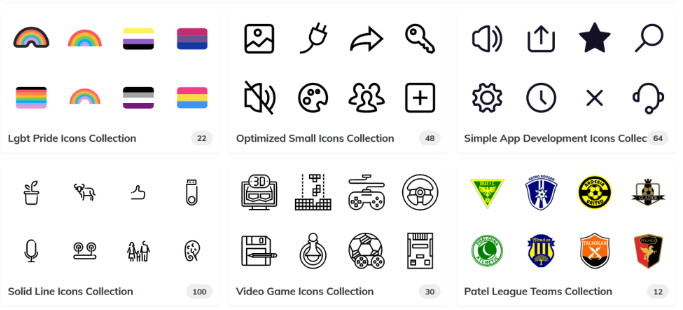 Lgbt Pride Icons Collection 22
Optimized Small Icons Collection 48
Simple App Development Icons Collec 64
3D
Solid Line Icons Collection 100
Video Game Icons Collection 30
Patel League Teams Collection 12